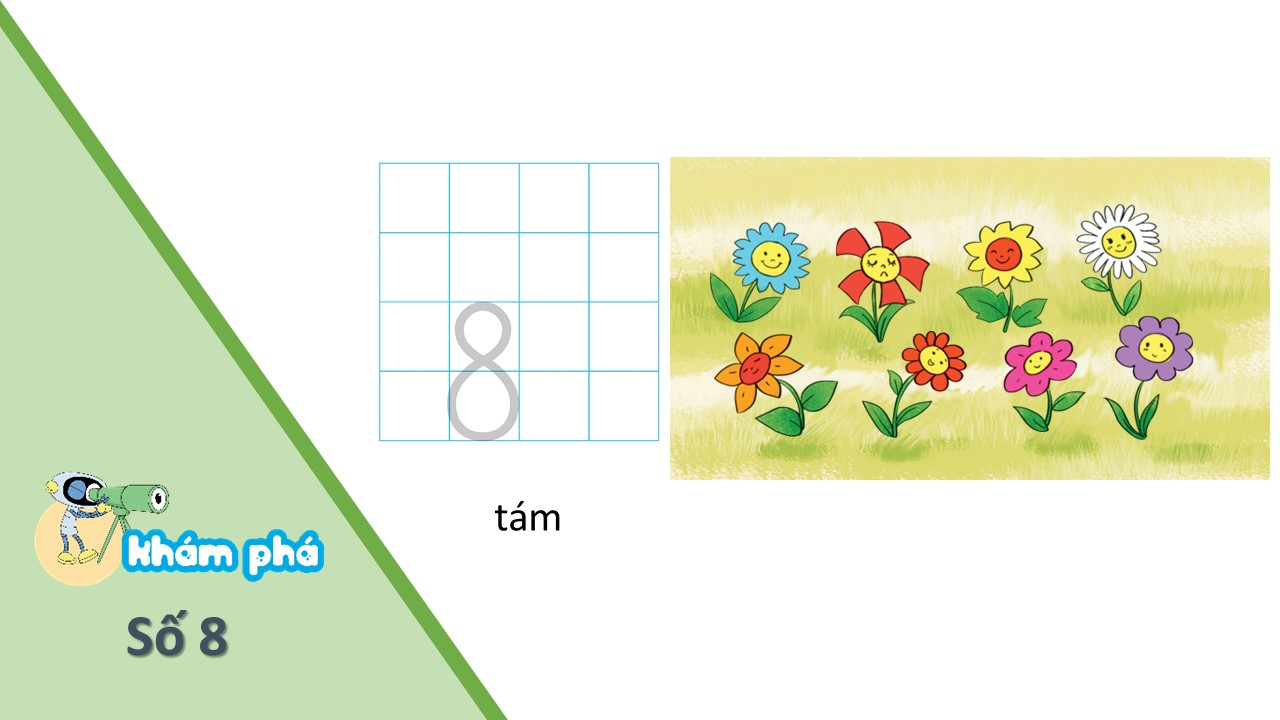 8
tám
khám phá
Số 8